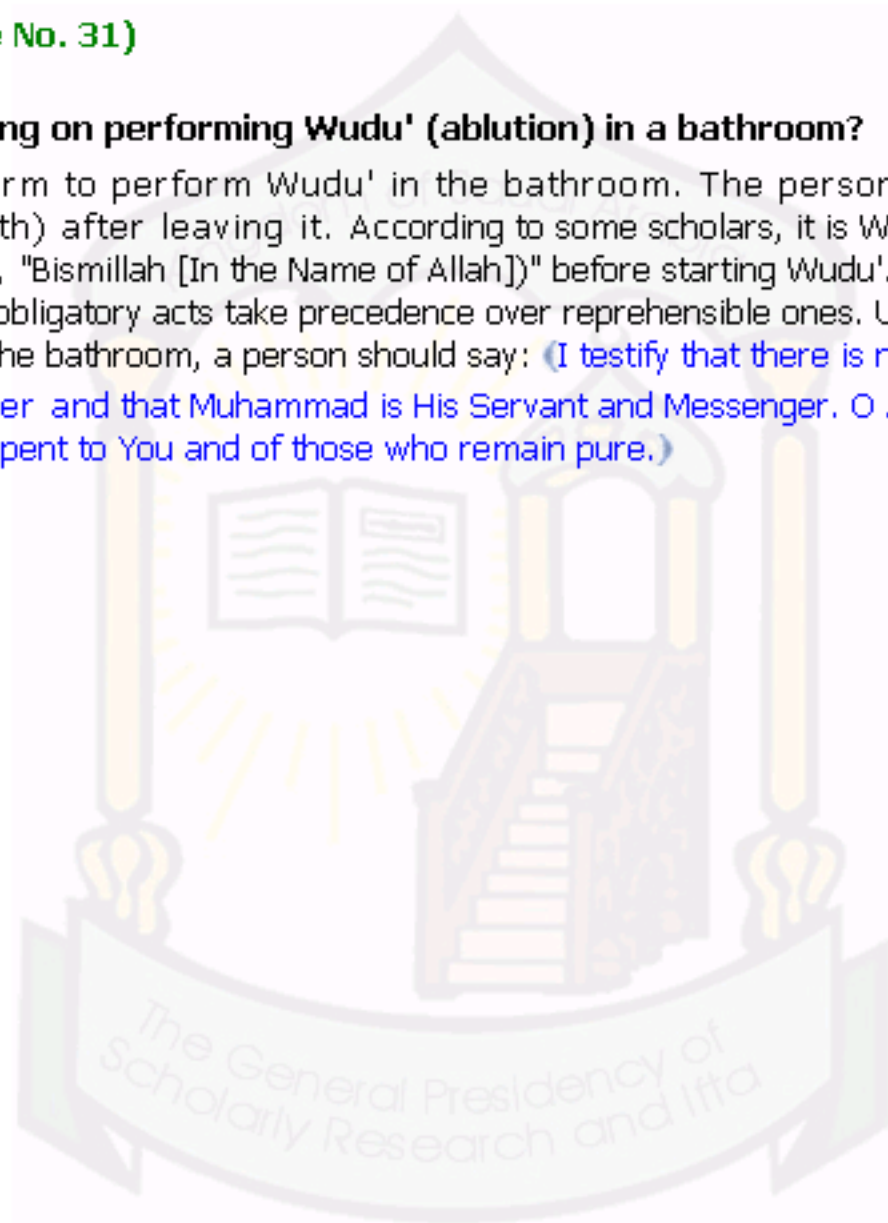 No. 31)
ng on performing Wudu' (ablution) in a bathroom?
rm to perform Wudu' in the bathroom. The person
th) after leaving it. According to some scholars, it is W
, "Bismillah [In the Name of Allah])" before starting Wudu'.
obligatory acts take precedence over reprehensible ones. U
he bathroom, a person should say: (I testify that there is n
er and that Muhammad is His Servant and Messenger. O
pent to You and of those who remain pure.)
Kingdom of Saudi Arabia
The General Presidency of
Scholarly Research and Ifta